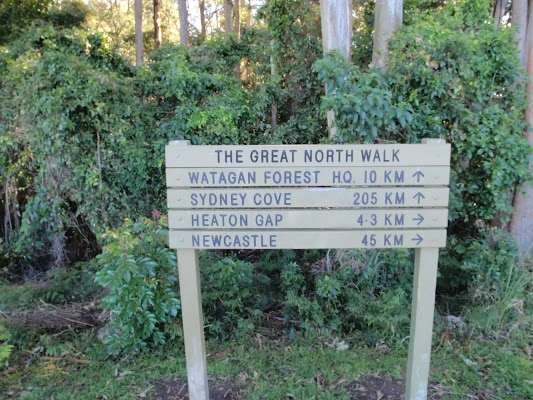 THE GREAT NORTH WALK
WATAGAN FOREST H.Q. 10 KM ↑
SYDNEY COVE 205 KM ↑
HEATON GAP 4·3 KM →
NEWCASTLE 45 KM →